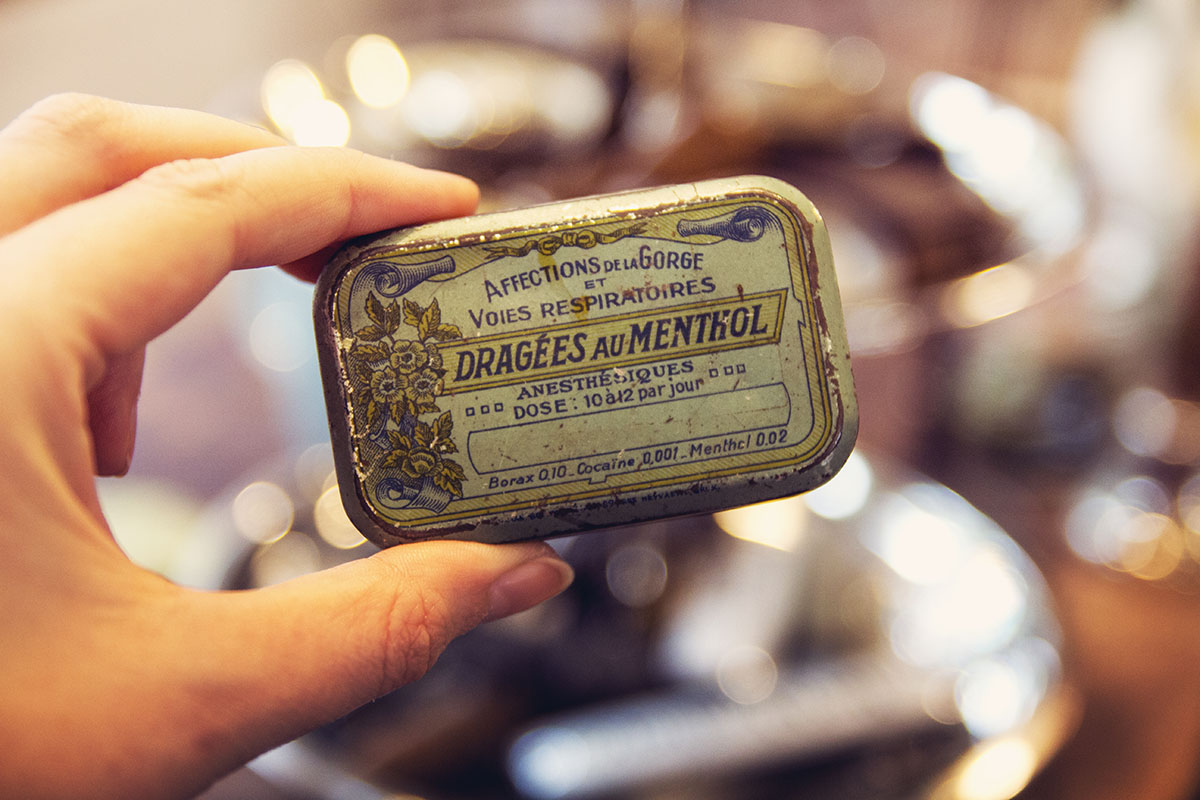 AFFECTIONS DE LA GORGE
ET
VOIES RESPIRATOIRES
DRAGÉES AU MENTHOL
ANESTHÉSIQUES
DOSE : 10 à 12 par jour
Borax 0,10 _ Cocaïne 0,001 _ Menthol 0,02